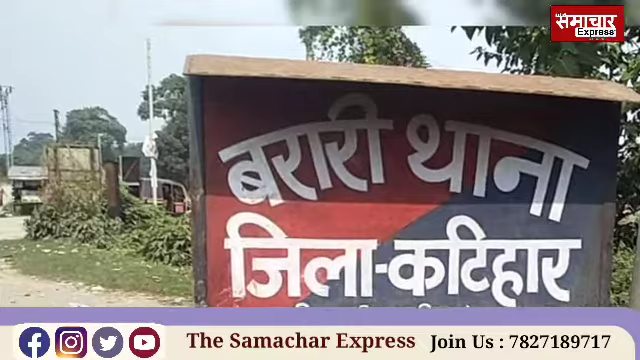 समाचार
Express
बरारी थाना
जिला-कटिहार
The Samachar Express
Join Us : 7827189717